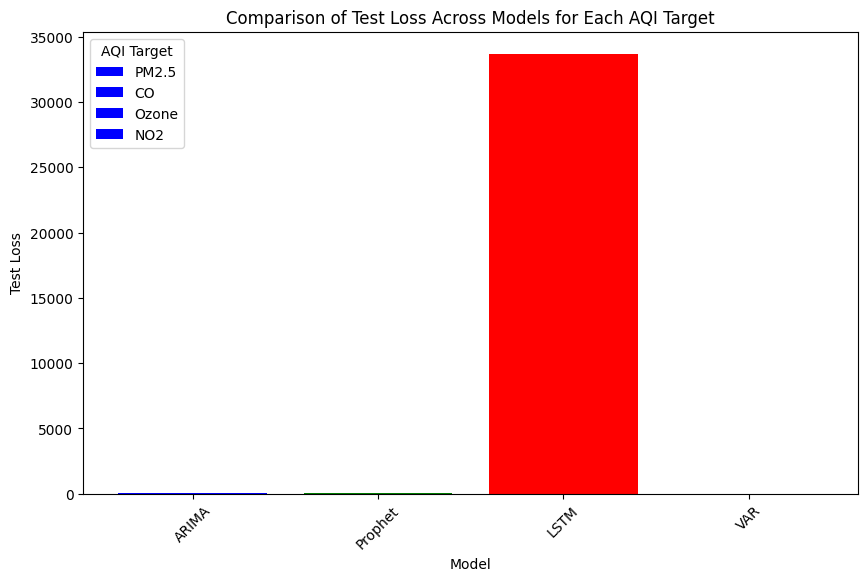 Comparison of Test Loss Across Models for Each AQI Target
AQI Target
PM2.5
CO
Ozone
NO2
35000
30000
25000
20000
15000
10000
5000
0
Test Loss
ARIMA
Prophet
LSTM
VAR
Model